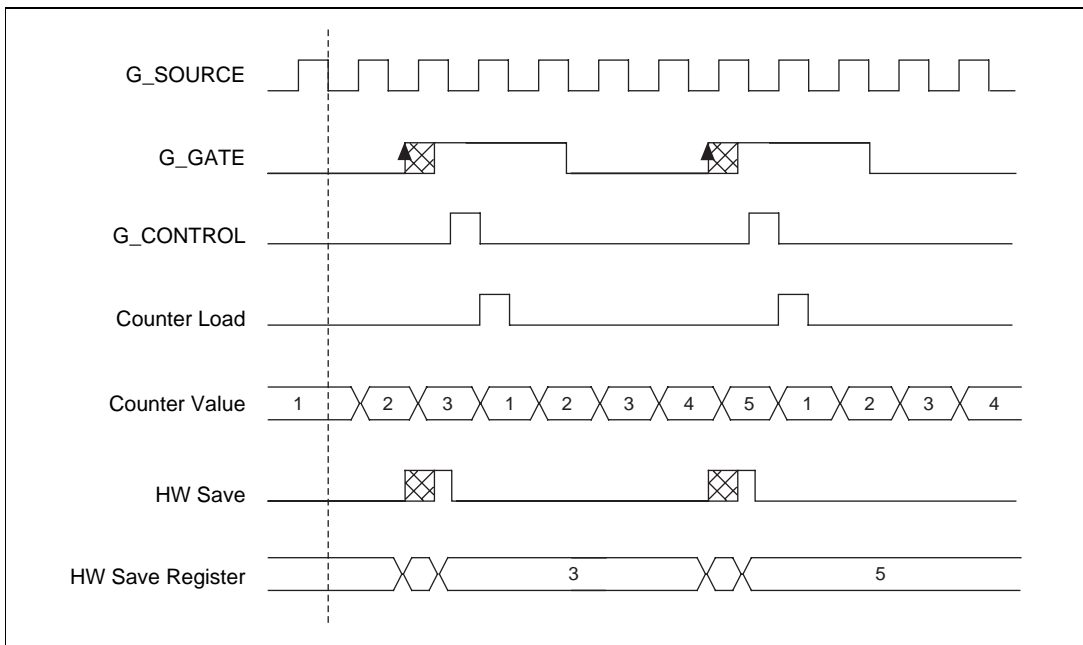 G_SOURCE
G_GATE
G_CONTROL
Counter Load
Counter Value 1 2 3 1 2 3 4 5 1 2 3 4
HW Save
HW Save Register 3 5